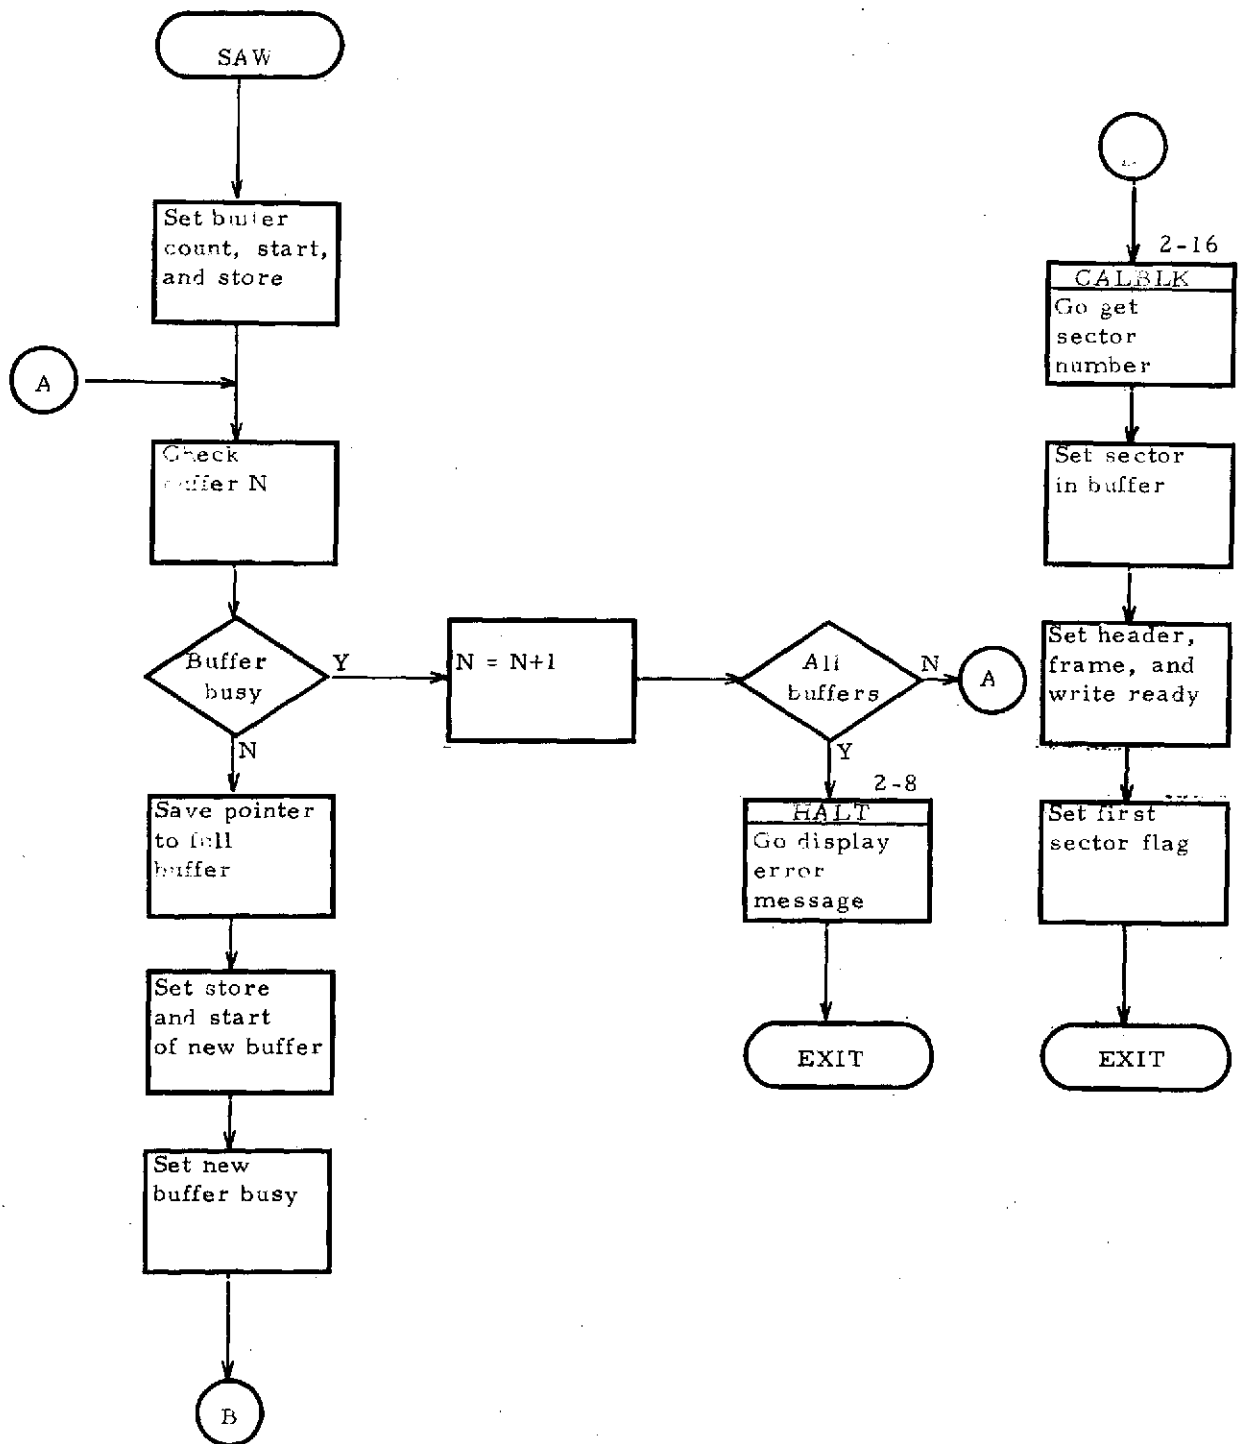 SAW
Set buffer
count, start,
and store
A
Check
buffer N
Buffer
busy
Y
N
N = N+1
All
buffers
N
A
Y
2-8
HALT
Go display
error
message
EXIT
Save pointer
to full
buffer
Set store
and start
of new buffer
Set new
buffer busy
B
2-16
CALBLK
Go get
sector
number
Set sector
in buffer
Set header,
frame, and
write ready
Set first
sector flag
EXIT